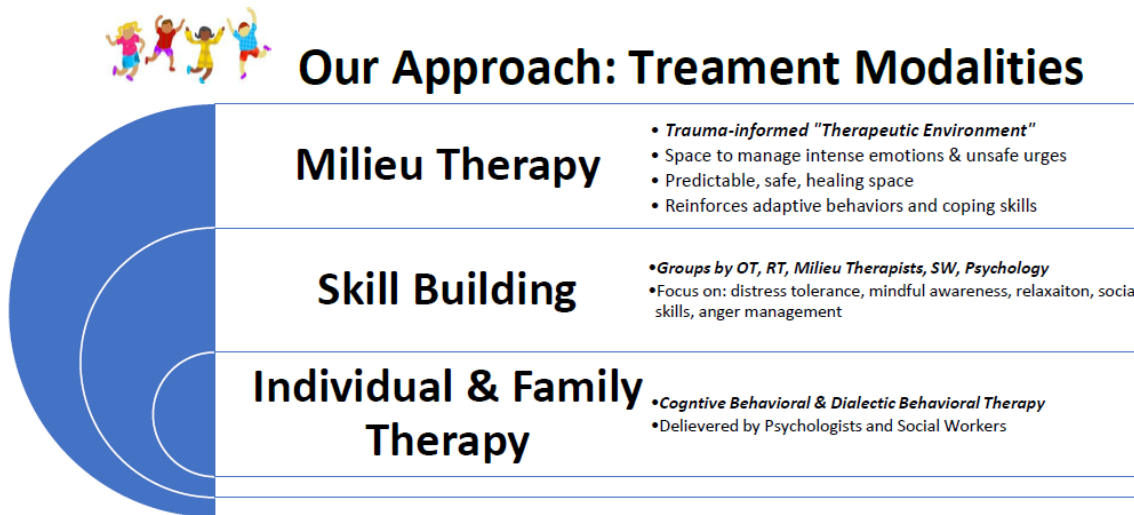 Our Approach: Treament Modalities
Milieu Therapy
• Trauma-informed "Therapeutic Environment"
• Space to manage intense emotions & unsafe urges
• Predictable, safe, healing space
• Reinforces adaptive behaviors and coping skills
Skill Building
•Groups by OT, RT, Milieu Therapists, SW, Psychology
•Focus on: distress tolerance, mindful awareness, relaxaiton, socia
skills, anger management
Individual & Family
Therapy
•Cogntive Behavioral & Dialectic Behavioral Therapy
•Delievered by Psychologists and Social Workers